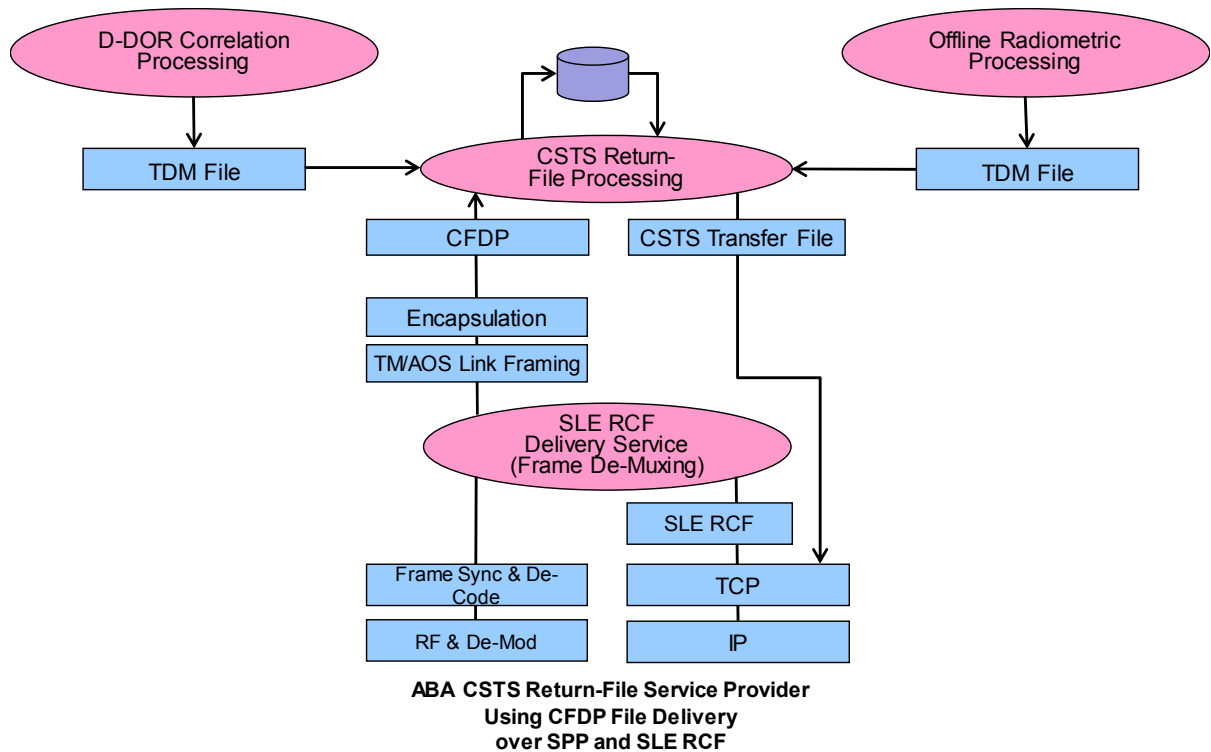 D-DOR Correlation
Processing
Offline Radiometric
Processing
TDM File
CSTS Return-
File Processing
TDM File
CFDP
CSTS Transfer File
Encapsulation
TM/AOS Link Framing
SLE RCF
Delivery Service
(Frame De-Muxing)
SLE RCF
Frame Sync & De-
Code
TCP
RF & De-Mod
IP
ABA CSTS Return-File Service Provider
Using CFDP File Delivery
over SPP and SLE RCF